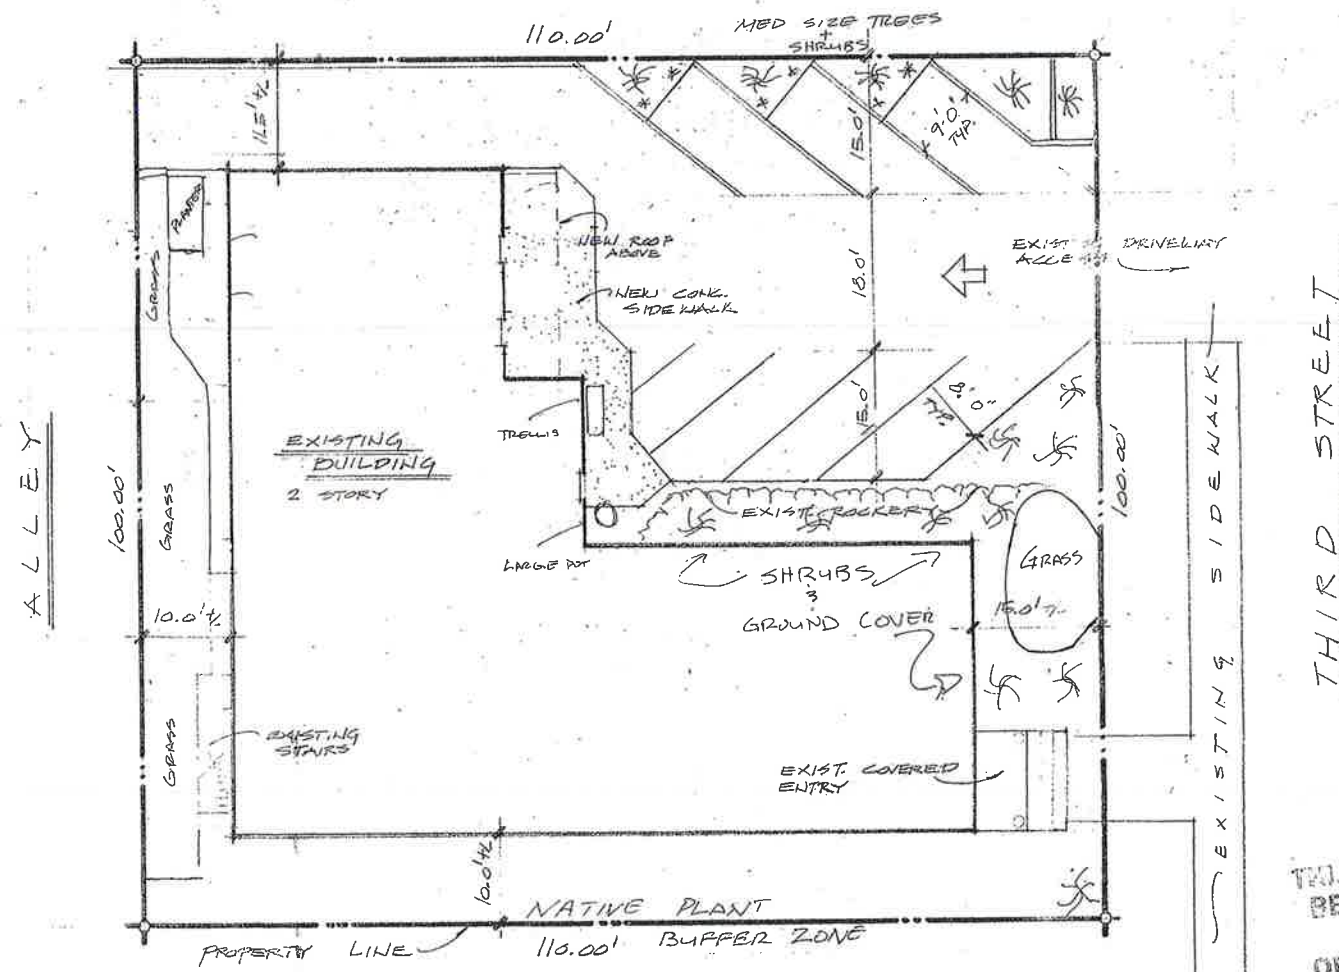 110.00'
MED SIZE TREES
+
SHRUBS
15.0'
9'.0"
TYP.
PLANTER
GRASS
NEW ROOF
ABOVE
NEW CONC.
SIDEWALK
18.0'
EXIST
ACCE
DRIVEWAY
ALLEY
100.00'
EXISTING
BUILDING
2 STORY
TRELLIS
15.0'
8'.0"
TYP.
EXIST. ROCKERY
100.00'
EXISTING SIDEWALK
THIRD STREET
GRASS
LARGE POT
SHRUBS
&
GROUND COVER
GRASS
10.0'±
15.0'±
GRASS
EXISTING
STAIRS
EXIST. COVERED
ENTRY
10.0'±
NATIVE PLANT
BUFFER ZONE
PROPERTY LINE
110.00'